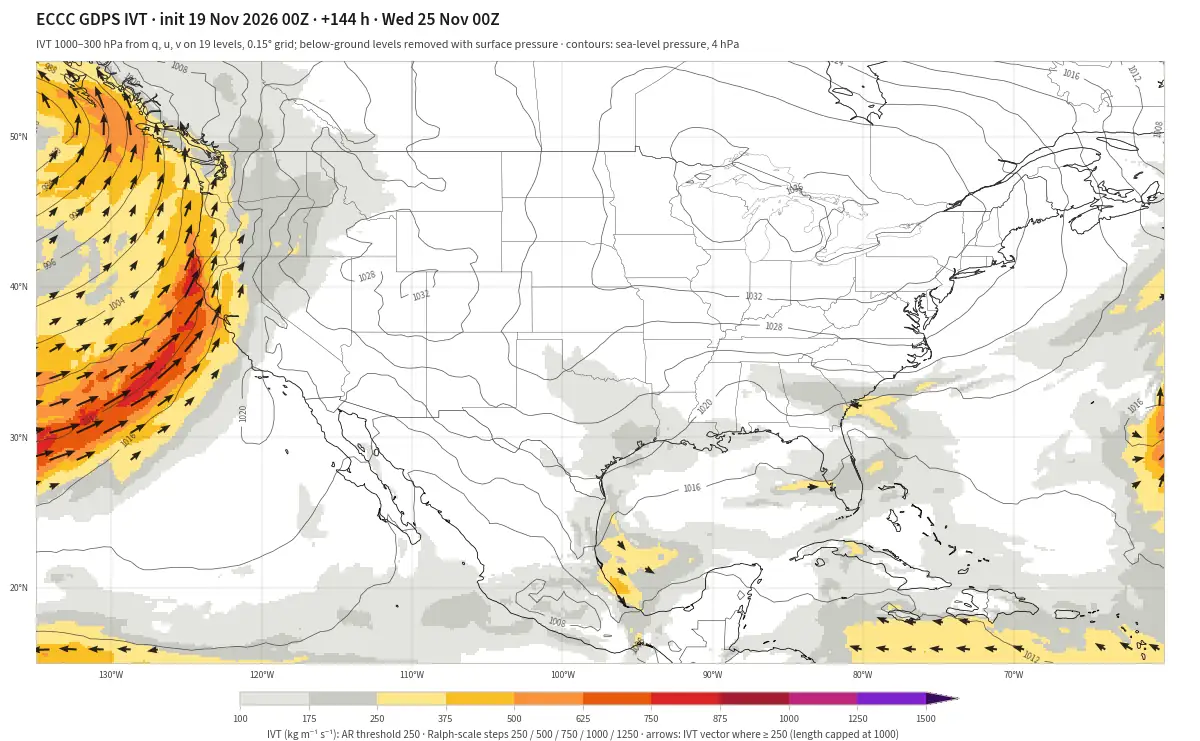 ECCC GDPS IVT · init 19 Nov 2026 00Z · +144 h · Wed 25 Nov 00Z
IVT 1000–300 hPa from q, u, v on 19 levels, 0.15° grid; below-ground levels removed with surface pressure · contours: sea-level pressure, 4 hPa
1008
1016
1012
50°N
1008
996
1004
1028
1032
1032
1028
40°N
1020
1020
1016
1016
1016
30°N
20°N
1008
1012
130°W 120°W 110°W 100°W 90°W 80°W 70°W
100 175 250 375 500 625 750 875 1000 1250 1500
IVT (kg m⁻¹ s⁻¹): AR threshold 250 · Ralph-scale steps 250 / 500 / 750 / 1000 / 1250 · arrows: IVT vector where ≥ 250 (length capped at 1000)